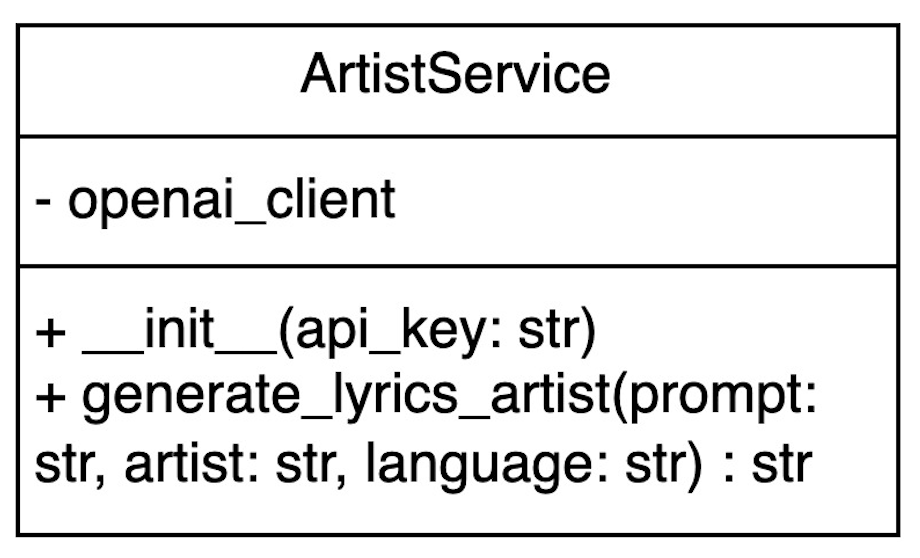 ArtistService
- openai_client
+ __init__(api_key: str)
+ generate_lyrics_artist(prompt:
str, artist: str, language: str) : str